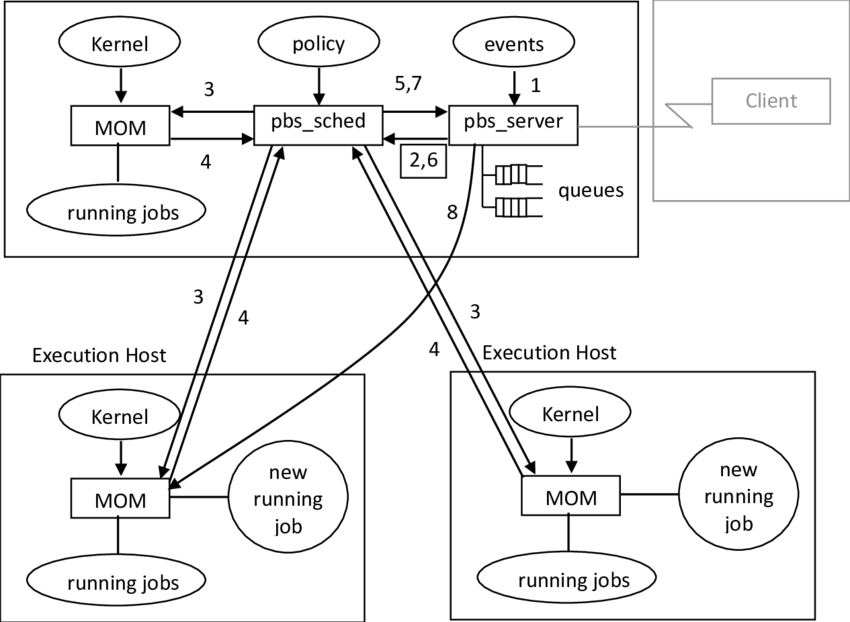 Kernel
policy
events
3
5,7
1
Client
MOM
pbs_sched
pbs_server
4
2,6
queues
running jobs
8
3
4
3
4
Execution Host
Execution Host
Kernel
Kernel
new
running
job
new
running
job
MOM
MOM
running jobs
running jobs